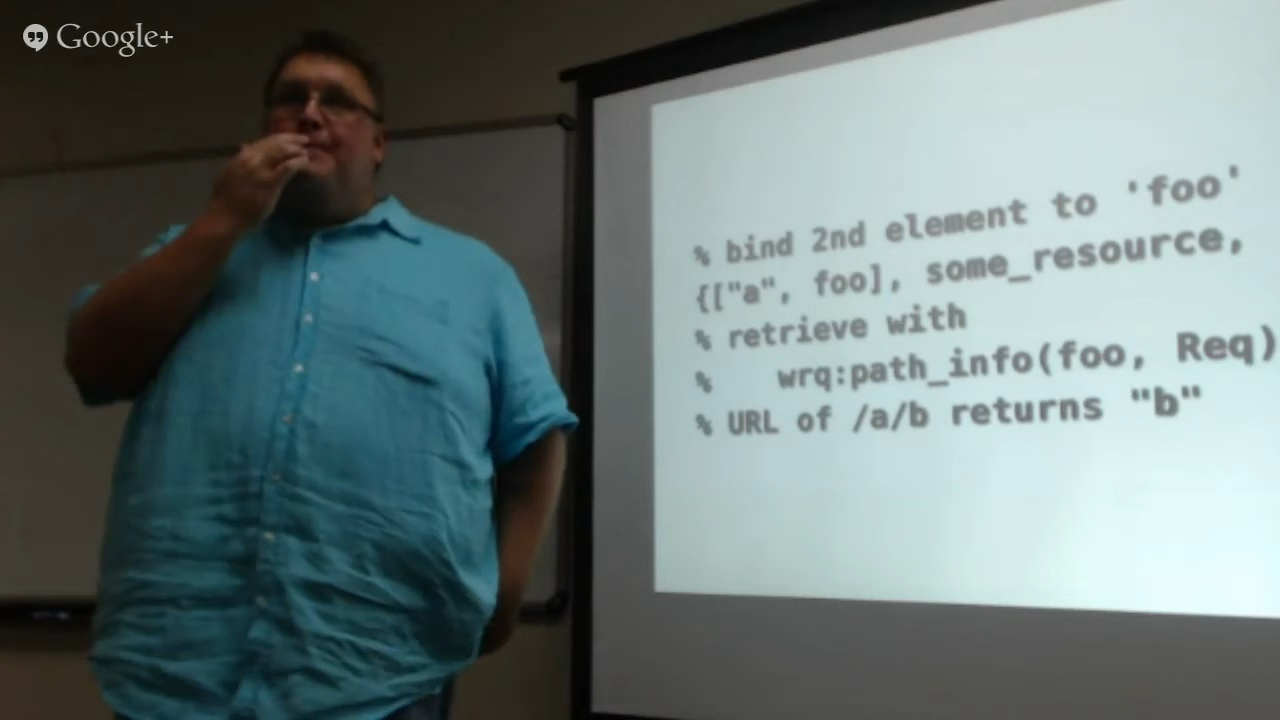 Google+
% bind 2nd element to 'foo'
{["a", foo], some_resource,
% retrieve with
%    wrq:path_info(foo, Req)
% URL of /a/b returns "b"